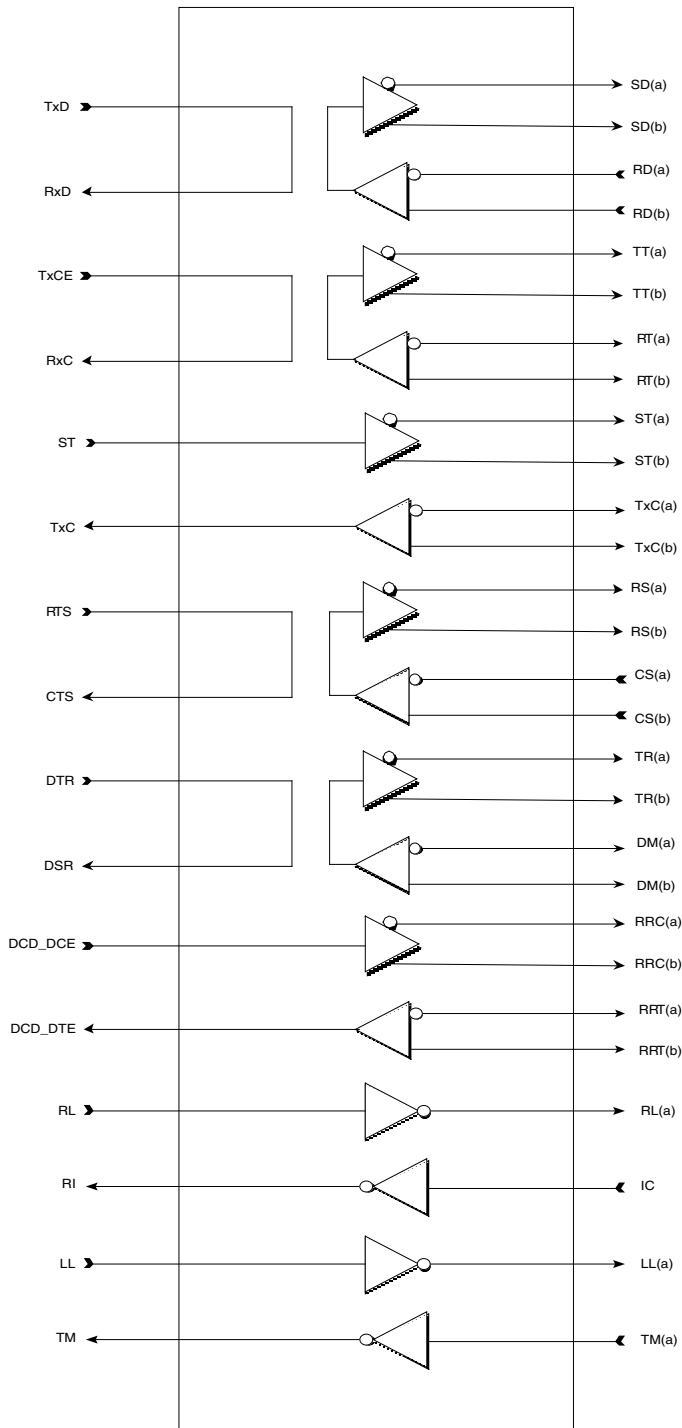 TxD
SD(a)
SD(b)
RxD
RD(a)
RD(b)
TxCE
TT(a)
TT(b)
RxC
RT(a)
RT(b)
ST
ST(a)
ST(b)
TxC
TxC(a)
TxC(b)
RTS
RS(a)
RS(b)
CTS
CS(a)
CS(b)
DTR
TR(a)
TR(b)
DSR
DM(a)
DM(b)
DCD_DCE
RRC(a)
RRC(b)
DCD_DTE
RRT(a)
RRT(b)
RL
RL(a)
RI
IC
LL
LL(a)
TM
TM(a)